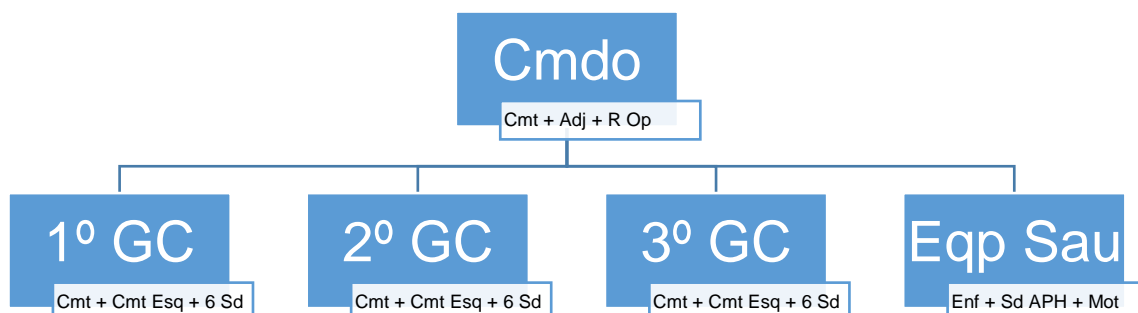 Cmdo
Cmt + Adj + R Op
1º GC
Cmt + Cmt Esq + 6 Sd
2º GC
Cmt + Cmt Esq + 6 Sd
3º GC
Cmt + Cmt Esq + 6 Sd
Eqp Sau
Enf + Sd APH + Mot